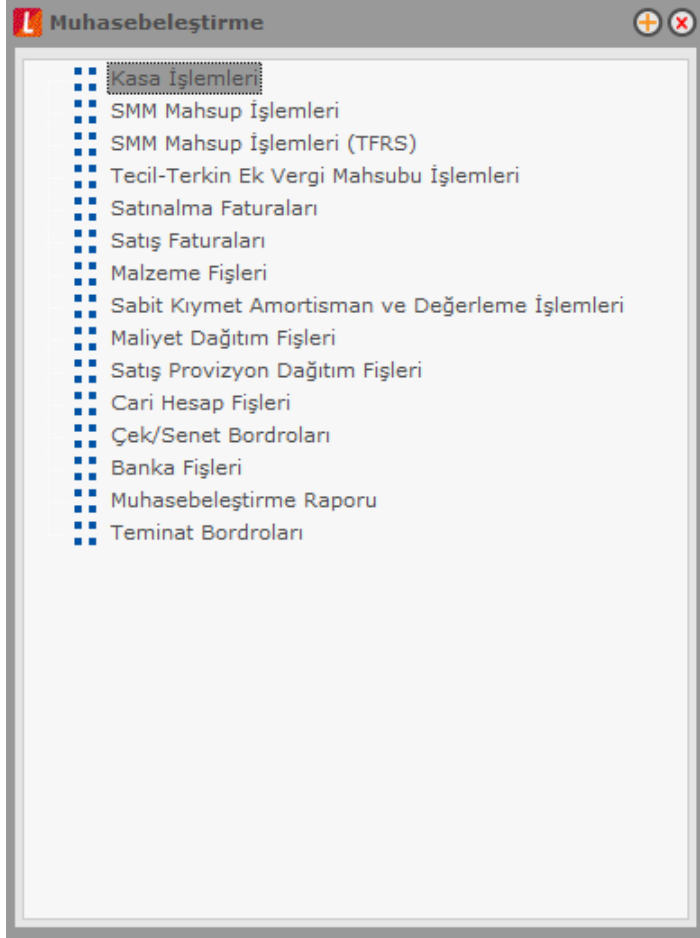 Muhasebeleştirme
Kasa İşlemleri
SMM Mahsup İşlemleri
SMM Mahsup İşlemleri (TFRS)
Tecil-Terkin Ek Vergi Mahsubu İşlemleri
Satınalma Faturaları
Satış Faturaları
Malzeme Fişleri
Sabit Kıymet Amortisman ve Değerleme İşlemleri
Maliyet Dağıtım Fişleri
Satış Provizyon Dağıtım Fişleri
Cari Hesap Fişleri
Çek/Senet Bordroları
Banka Fişleri
Muhasebeleştirme Raporu
Teminat Bordroları